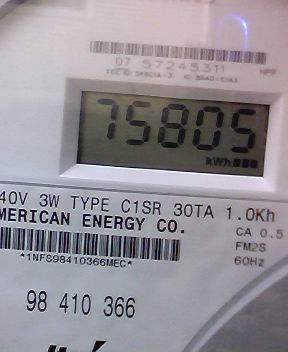 07 57245311
75805
kWh
40V 3W TYPE C1SR 30TA 1.0Kh
MERICAN ENERGY CO.
CA 0.5
FM2S
*1NFS98410366MEC*
60Hz
98 410 366